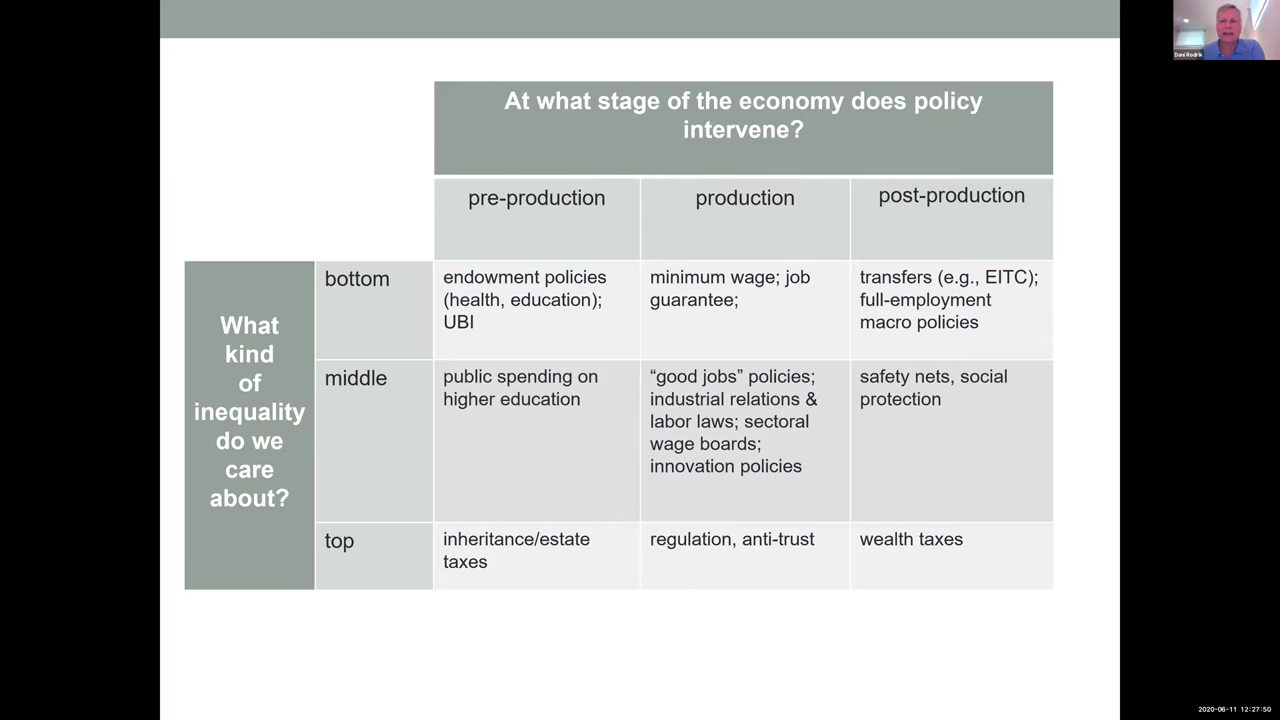 At what stage of the economy does policy
intervene?
pre-production
production
post-production
What
kind
of
inequality
do we
care
about?
bottom
endowment policies
(health, education);
UBI
minimum wage; job
guarantee;
transfers (e.g., EITC);
full-employment
macro policies
middle
public spending on
higher education
“good jobs” policies;
industrial relations &
labor laws; sectoral
wage boards;
innovation policies
safety nets, social
protection
top
inheritance/estate
taxes
regulation, anti-trust
wealth taxes
Dani Rodrik
2020-06-11 12:27:50